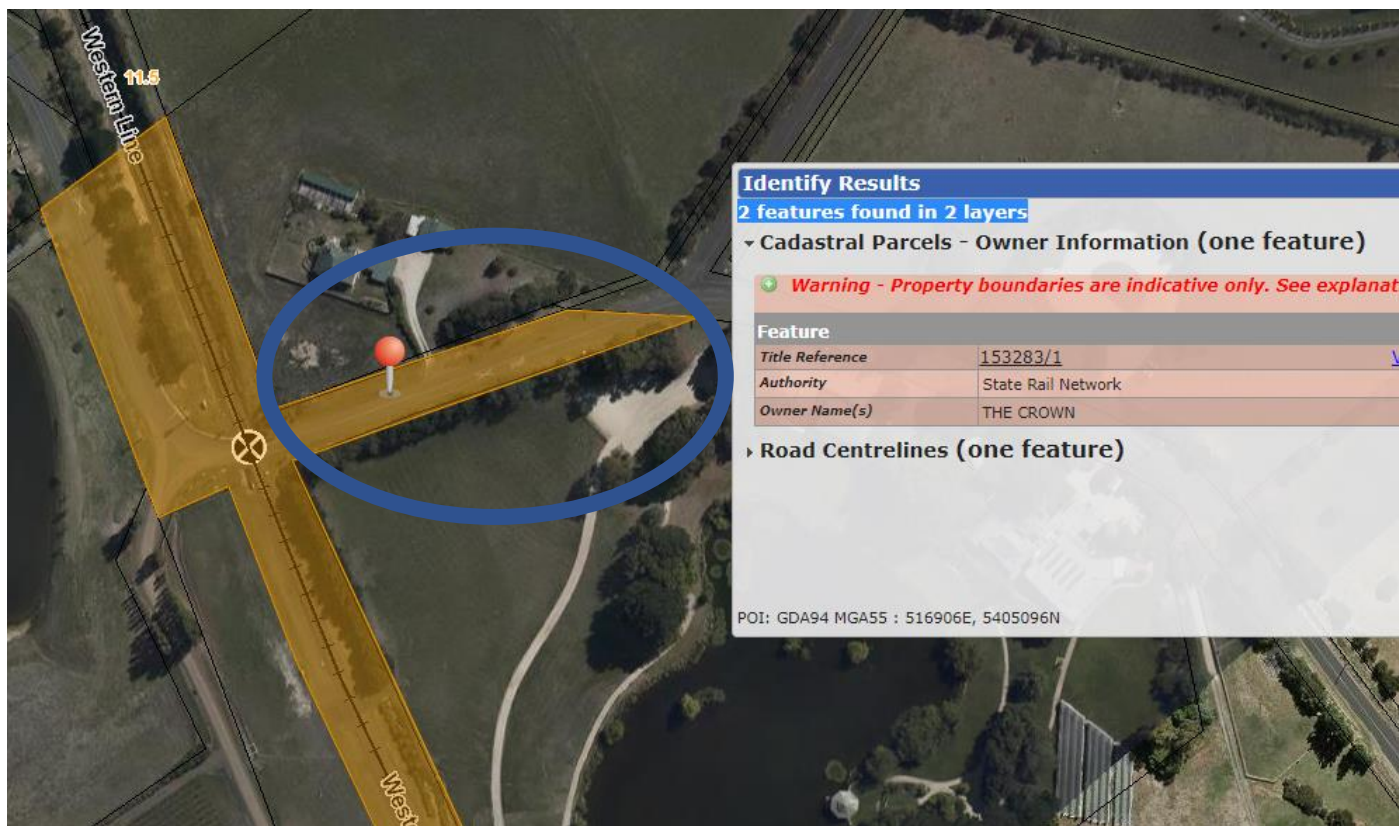 Western Line
11.5
Identify Results
2 features found in 2 layers
Cadastral Parcels - Owner Information (one feature)
Warning - Property boundaries are indicative only. See explanat
Feature
Title Reference 153283/1 V
Authority State Rail Network
Owner Name(s) THE CROWN
Road Centrelines (one feature)
POI: GDA94 MGA55 : 516906E, 5405096N
West